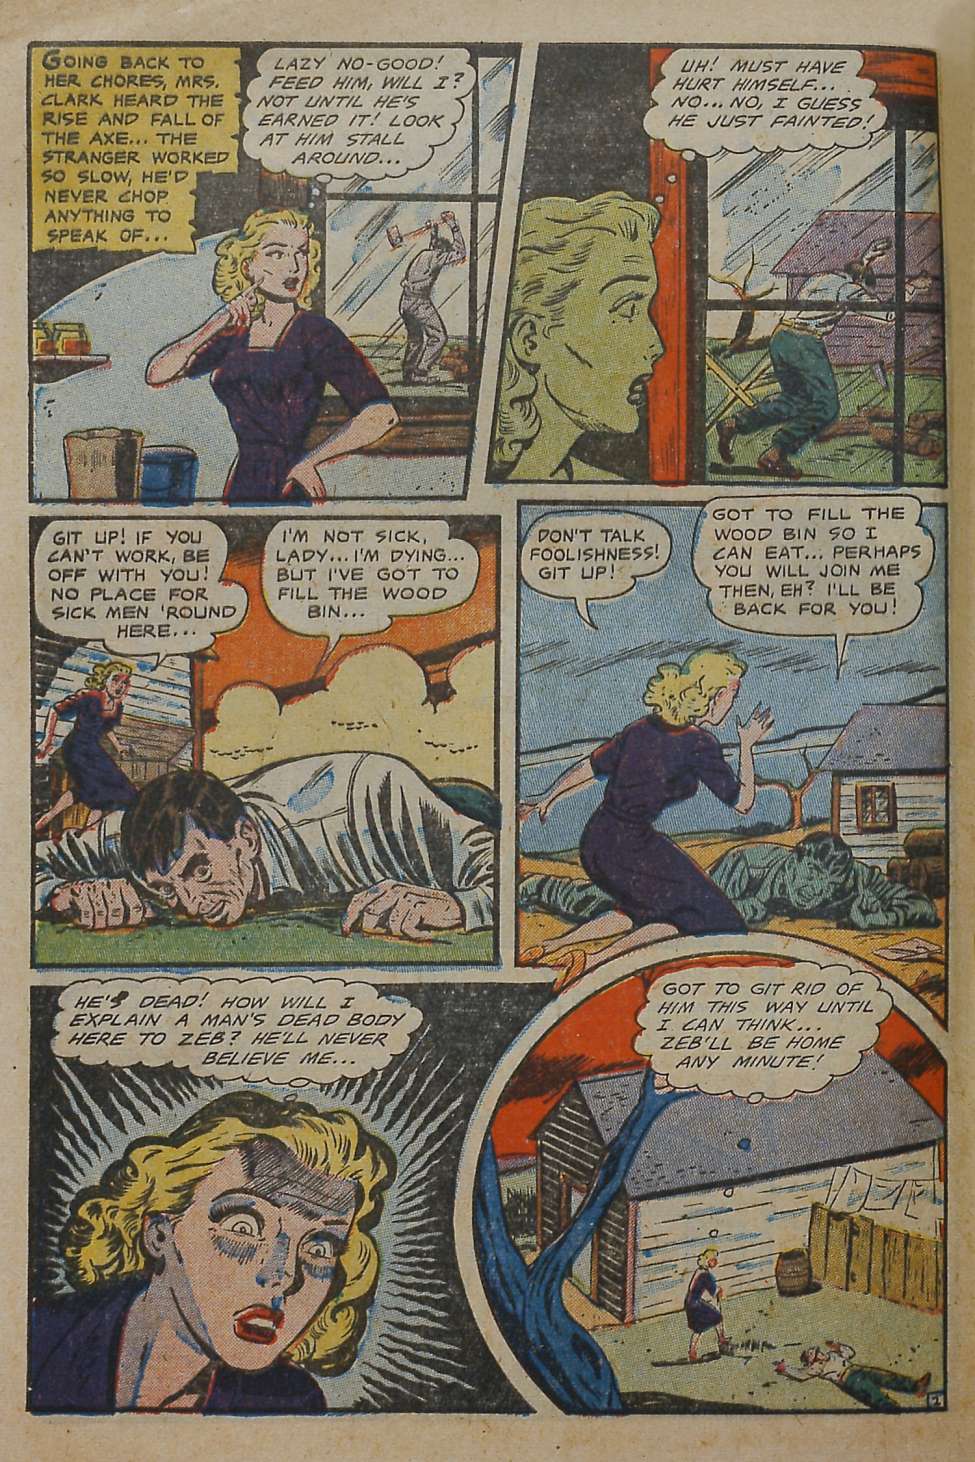 GOING BACK TO
HER CHORES, MRS.
CLARK HEARD THE
RISE AND FALL OF
THE AXE... THE
STRANGER WORKED
SO SLOW, HE'D
NEVER CHOP
ANYTHING TO
SPEAK OF...
LAZY NO-GOOD!
FEED HIM, WILL I?
NOT UNTIL HE'S
EARNED IT! LOOK
AT HIM STALL
AROUND...
UH! MUST HAVE
HURT HIMSELF...
NO... NO, I GUESS
HE JUST FAINTED!
GIT UP! IF YOU
CAN'T WORK, BE
OFF WITH YOU!
NO PLACE FOR
SICK MEN 'ROUND
HERE...
I'M NOT SICK,
LADY... I'M DYING...
BUT I'VE GOT TO
FILL THE WOOD
BIN...
DON'T TALK
FOOLISHNESS!
GIT UP!
GOT TO FILL THE
WOOD BIN SO I
CAN EAT... PERHAPS
YOU WILL JOIN ME
THEN, EH? I'LL BE
BACK FOR YOU!
HE'S DEAD! HOW WILL I
EXPLAIN A MAN'S DEAD BODY
HERE TO ZEB? HE'LL NEVER
BELIEVE ME...
GOT TO GIT RID OF
HIM THIS WAY UNTIL
I CAN THINK...
ZEB'LL BE HOME
ANY MINUTE!
2